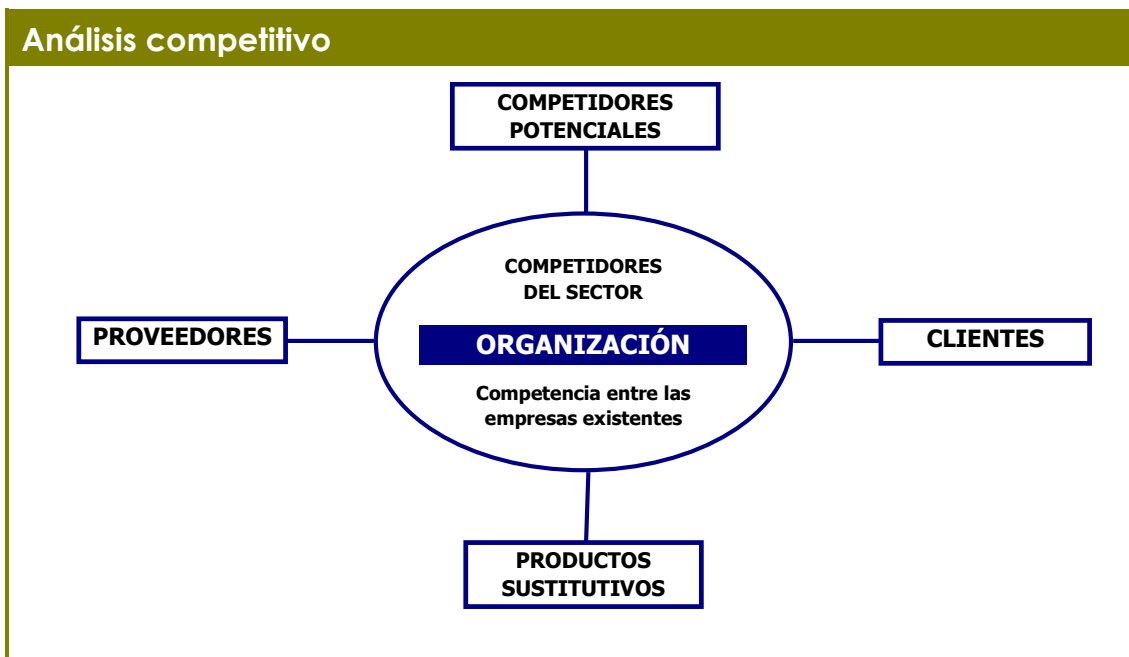 Análisis competitivo
COMPETIDORES
POTENCIALES
COMPETIDORES
DEL SECTOR
PROVEEDORES
ORGANIZACIÓN
CLIENTES
Competencia entre las
empresas existentes
PRODUCTOS
SUSTITUTIVOS